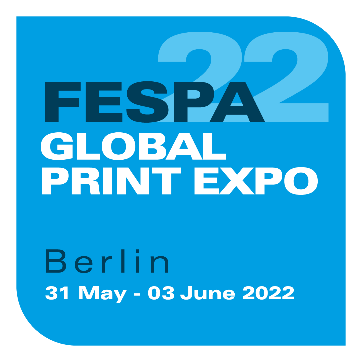 22
FESPA
GLOBAL
PRINT EXPO
Berlin
31 May - 03 June 2022